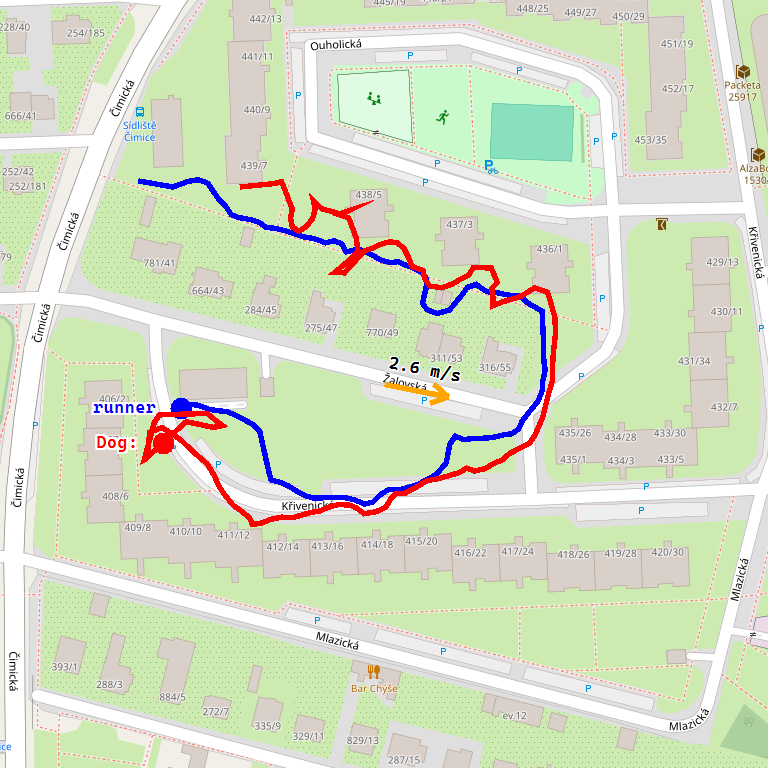 445/19
448/25
449/27
450/29
442/13
228/40
254/185
441/11
Ouholická
P
P
451/19
452/17
Packeta
25917
Čimická
666/41
440/9
P
Sídliště
Čimice
P
P
453/35
P
P
AlzaBo
15304
252/42
252/181
439/7
P
438/5
Čimická
437/3
Křivenická
436/1
429/13
781/41
79
664/43
P
284/45
430/11
Čimická
275/47
P
770/49
311/53
431/34
316/55
2.6 m/s
P
Žalovská
P
406/2
runner
432/7
P
Dog:
435/26
434/28
433/30
P
435/1
434/3
433/5
Čimická
408/6
P
Křivenická
P
409/8
410/10
411/12
412/14
413/16
414/18
415/20
416/22
417/24
418/26
419/28
420/30
Mlazická
P
Mlazická
P
393/1
288/3
884/5
Čimická
Bar Chýše
P
272/7
335/9
329/11
829/13
ev.12
Mlazická
287/15
ice